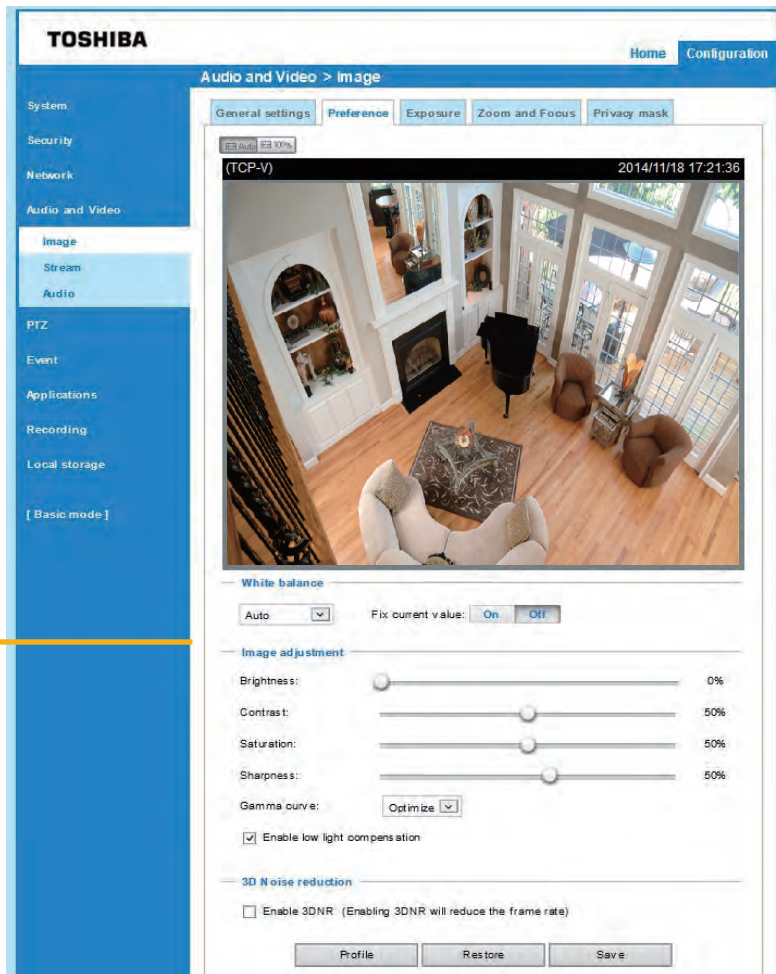 TOSHIBA
Home Configuration
Audio and Video > Image
System
Security
Network
Audio and Video
Image
Stream
Audio
PTZ
Event
Applications
Recording
Local storage
[ Basic mode ]
General settings Preference Exposure Zoom and Focus Privacy mask
Auto 100%
(TCP-V) 2014/11/18 17:21:36
White balance
Auto Fix current value: On Off
Image adjustment
Brightness: 0%
Contrast: 50%
Saturation: 50%
Sharpness: 50%
Gamma curve: Optimize
Enable low light compensation
3D Noise reduction
Enable 3DNR (Enabling 3DNR will reduce the frame rate)
Profile Restore Save